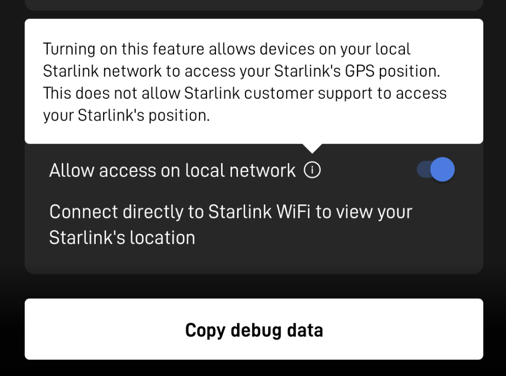 Turning on this feature allows devices on your local
Starlink network to access your Starlink's GPS position.
This does not allow Starlink customer support to access
your Starlink's position.
Allow access on local network
Connect directly to Starlink WiFi to view your
Starlink's location
Copy debug data